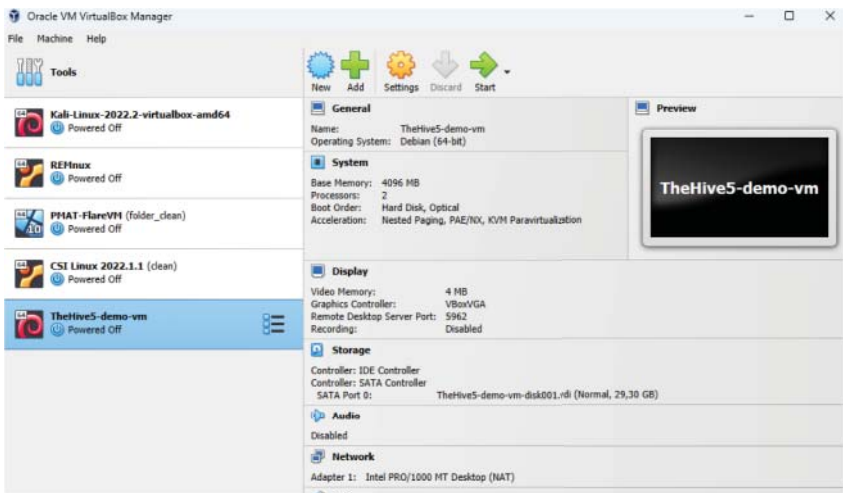 Oracle VM VirtualBox Manager
File Machine Help
Tools
New Add Settings Discard Start
64
Kali-Linux-2022.2-virtualbox-amd64
Powered Off
64
REMnux
Powered Off
64
10
PMAT-FlareVM (folder_clean)
Powered Off
64
CSI Linux 2022.1.1 (clean)
Powered Off
64
TheHive5-demo-vm
Powered Off
General
Name: TheHive5-demo-vm
Operating System: Debian (64-bit)
System
Base Memory: 4096 MB
Processors: 2
Boot Order: Hard Disk, Optical
Acceleration: Nested Paging, PAE/NX, KVM Paravirtualization
Preview
TheHive5-demo-vm
Display
Video Memory: 4 MB
Graphics Controller: VBoxVGA
Remote Desktop Server Port: 5962
Recording: Disabled
Storage
Controller: IDE Controller
Controller: SATA Controller
SATA Port 0: TheHive5-demo-vm-disk001.vdi (Normal, 29,30 GB)
Audio
Disabled
Network
Adapter 1: Intel PRO/1000 MT Desktop (NAT)